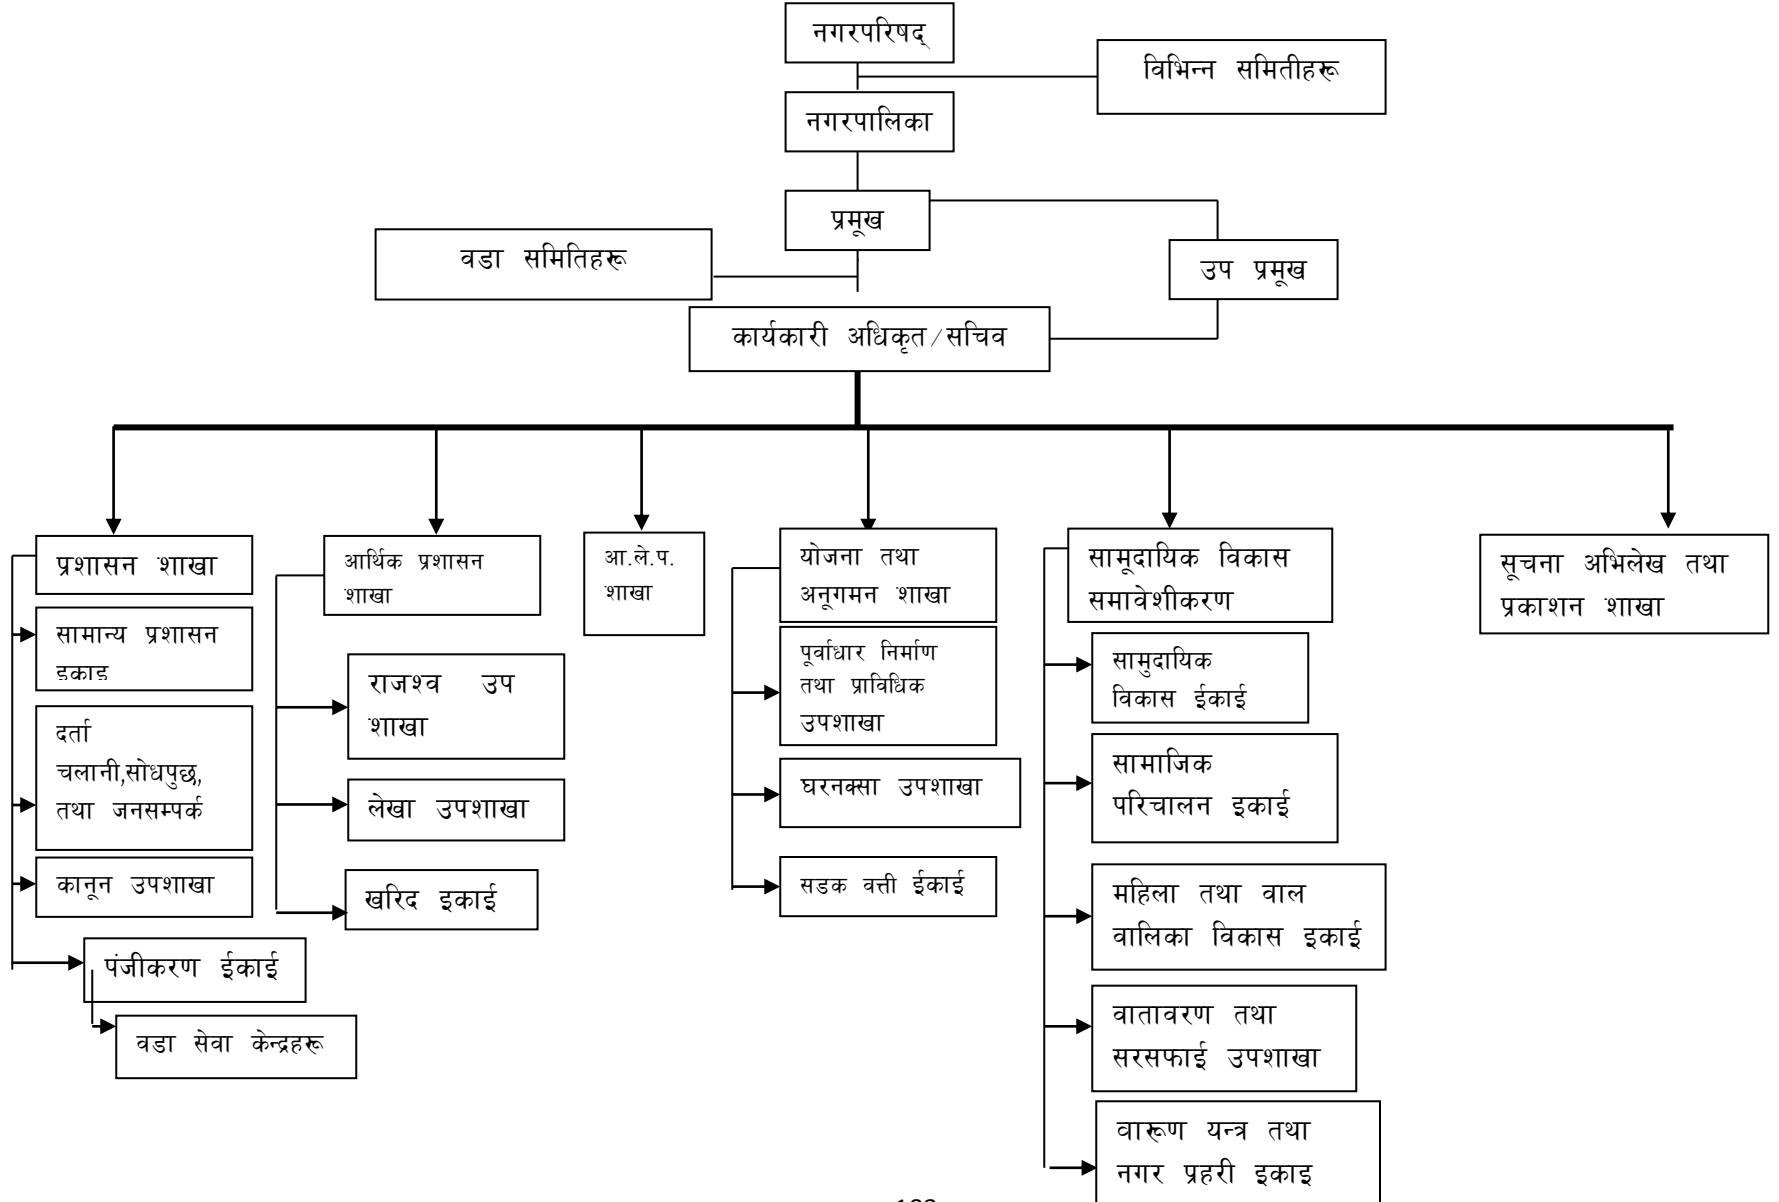 नगरपरिषद्
विभिन्न समितीहरू
नगरपालिका
प्रमूख
वडा समितिहरू
उप प्रमूख
कार्यकारी अधिकृत/सचिव
प्रशासन शाखा
सामान्य प्रशासन
इकाइ
दर्ता
चलानी,सोधपुछ,
तथा जनसम्पर्क
कानून उपशाखा
पंजीकरण ईकाई
वडा सेवा केन्द्रहरू
आर्थिक प्रशासन
शाखा
राजश्व उप
शाखा
लेखा उपशाखा
खरिद इकाई
आ.ले.प.
शाखा
योजना तथा
अनूगमन शाखा
पूर्वाधार निर्माण
तथा प्राविधिक
उपशाखा
घरनक्सा उपशाखा
सडक वत्ती ईकाई
सामूदायिक विकास
समावेशीकरण
सामुदायिक
विकास ईकाई
सामाजिक
परिचालन इकाई
महिला तथा वाल
वालिका विकास इकाई
वातावरण तथा
सरसफाई उपशाखा
वारूण यन्त्र तथा
नगर प्रहरी इकाइ
सूचना अभिलेख तथा
प्रकाशन शाखा